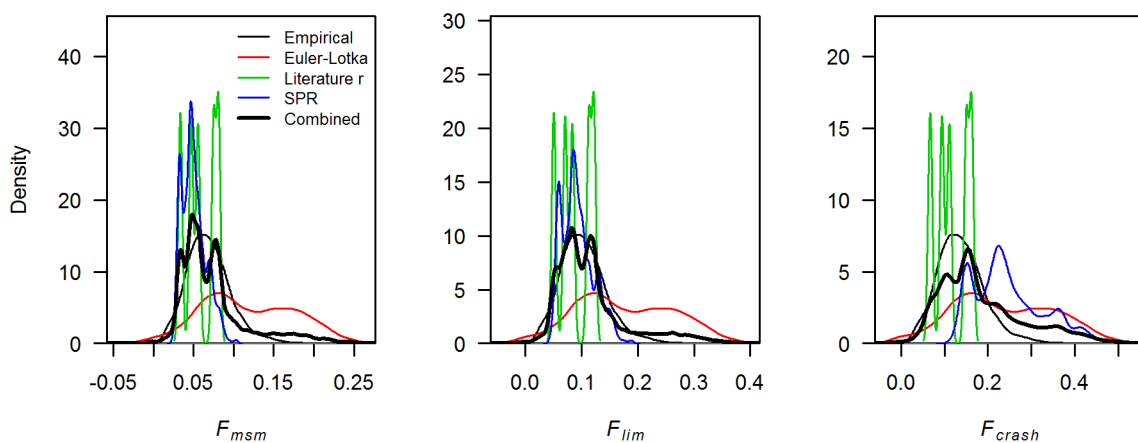 Density
40
30
20
10
0
Empirical
Euler-Lotka
Literature r
SPR
Combined
-0.05 0.05 0.15 0.25
F_msm
30
25
20
15
10
5
0
0.0 0.1 0.2 0.3 0.4
F_lim
20
15
10
5
0
0.0 0.2 0.4
F_crash